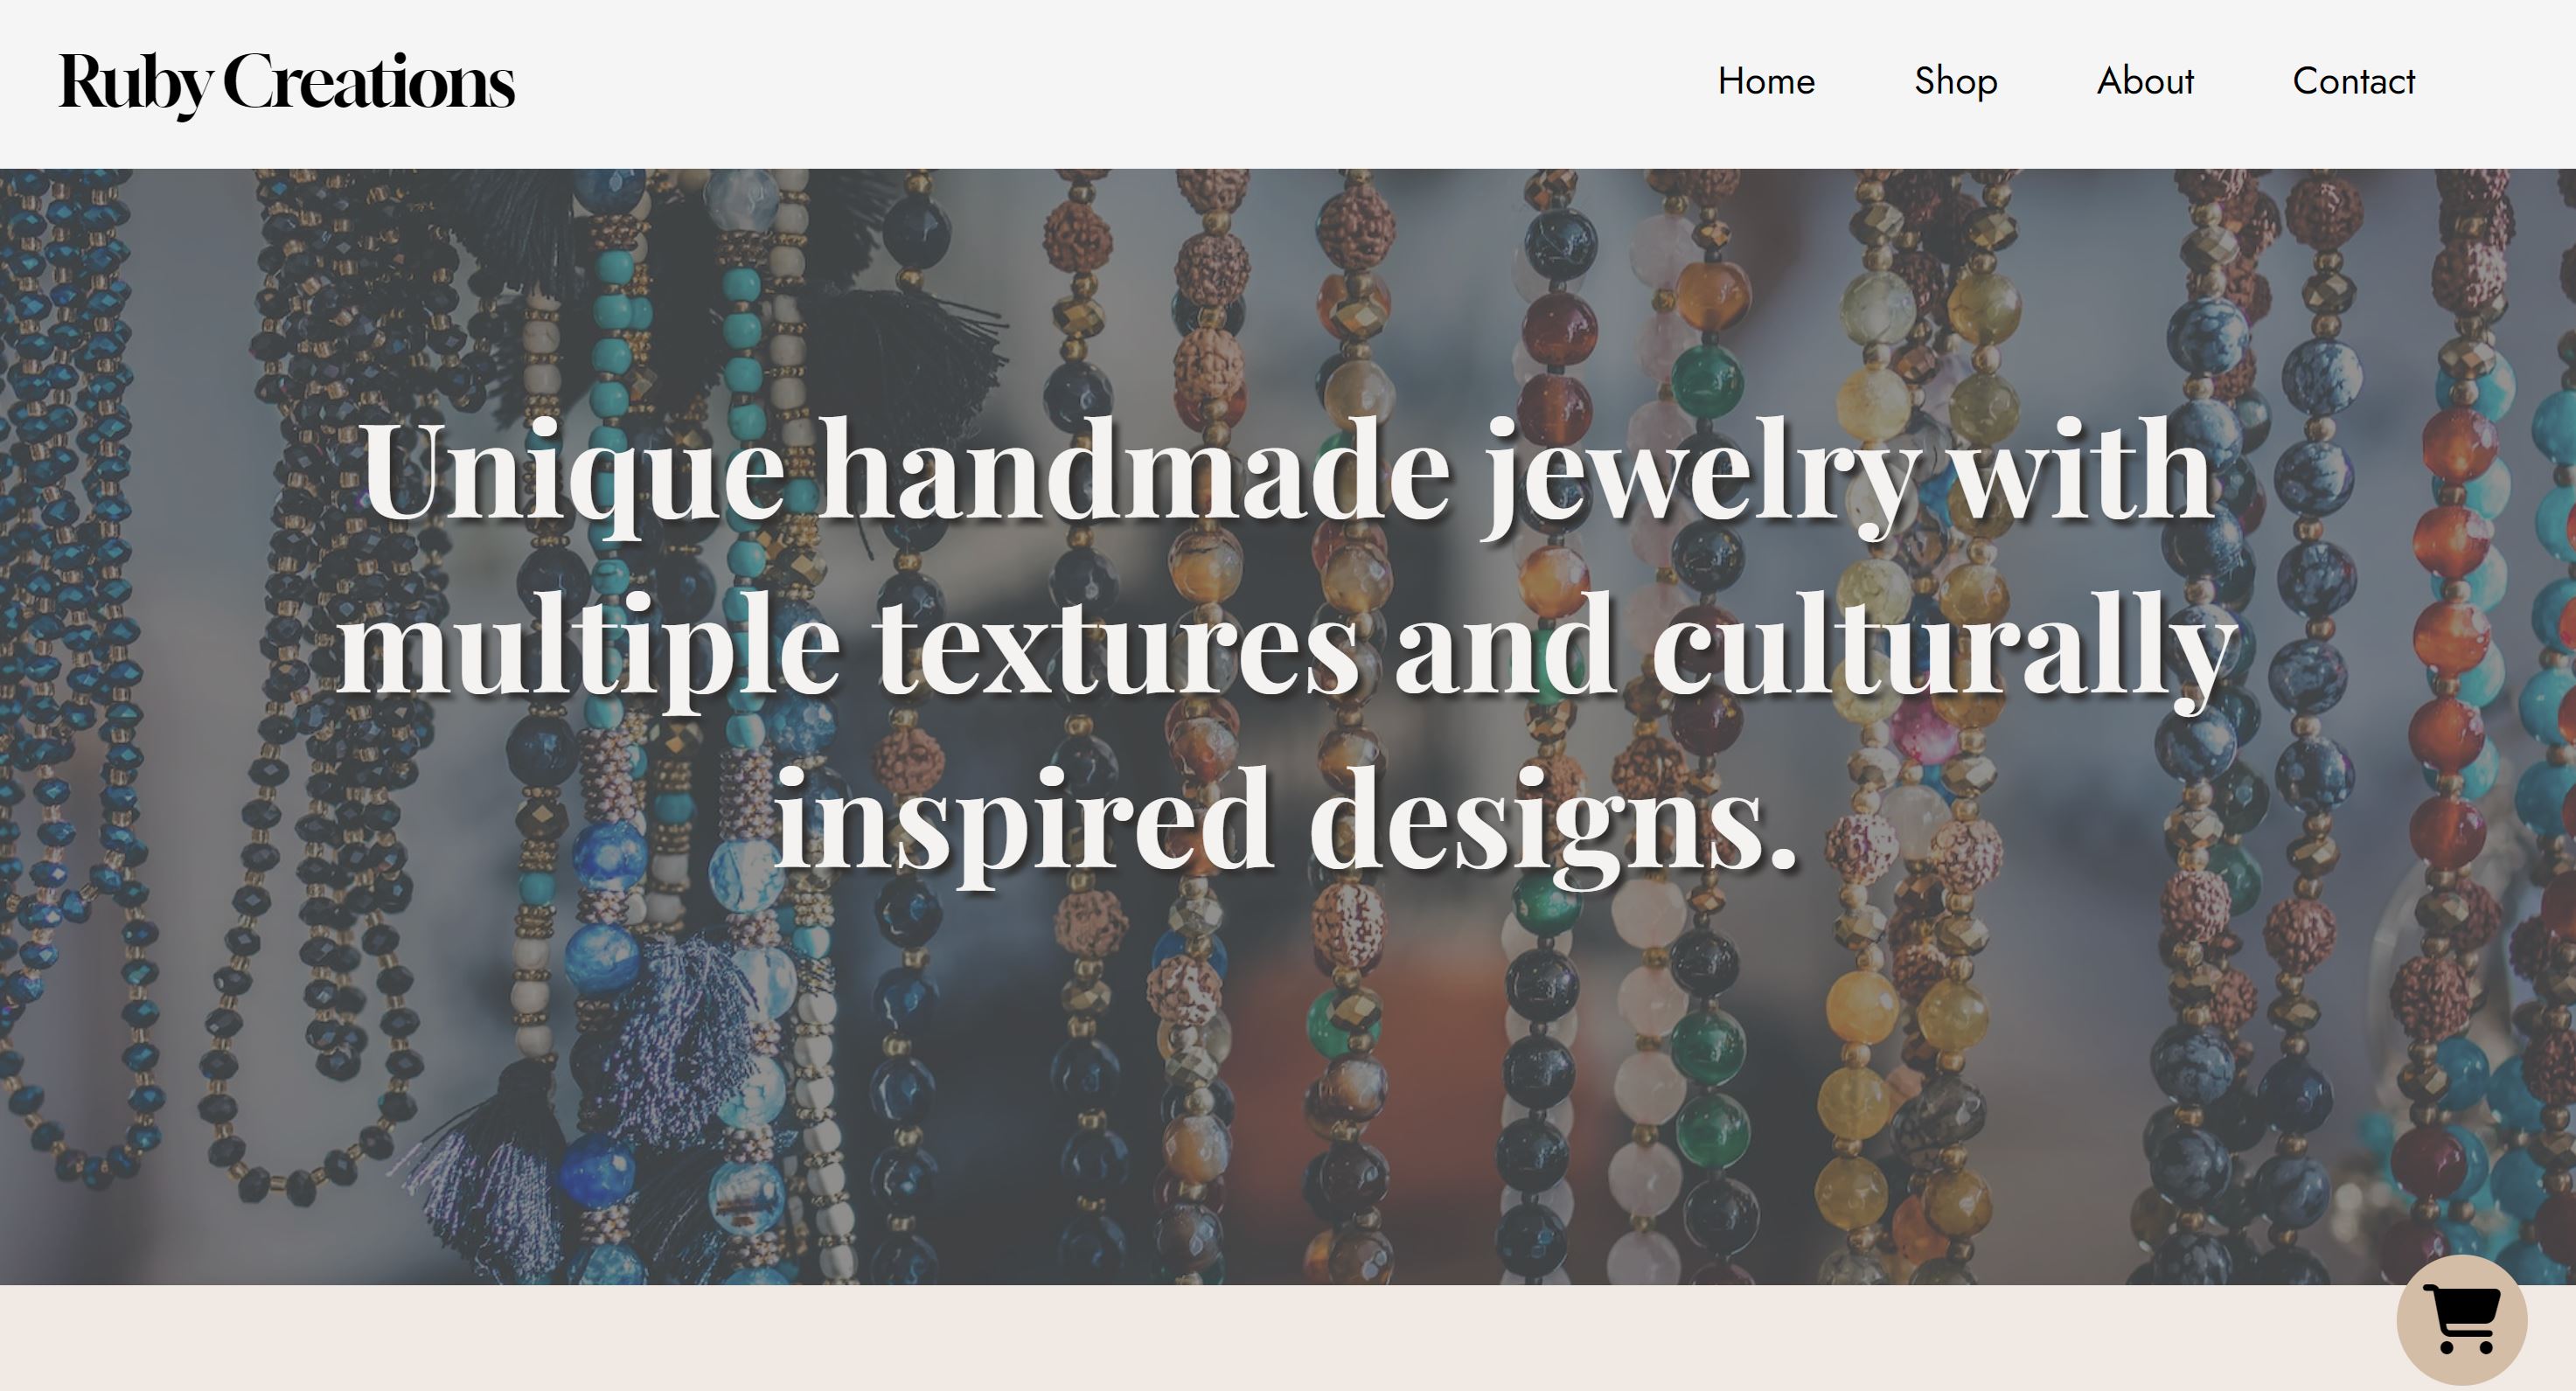 Ruby Creations
Home Shop About Contact
Unique handmade jewelry with
multiple textures and culturally
inspired designs.